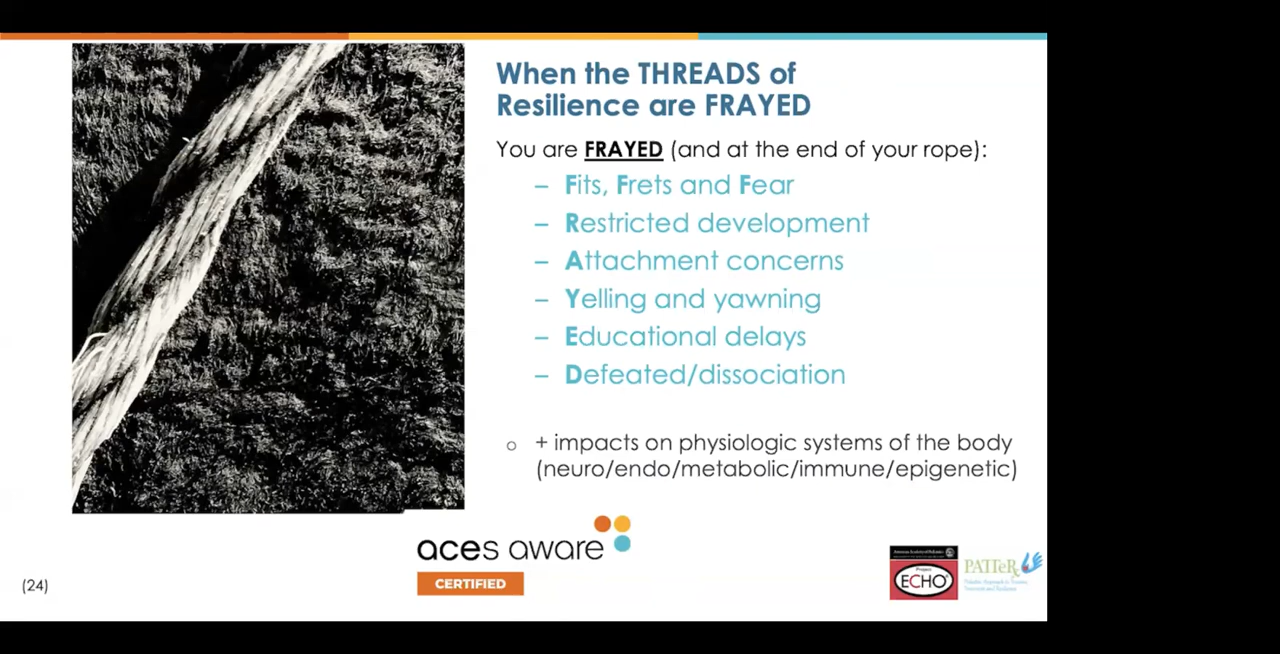 When the THREADS of
Resilience are FRAYED
You are FRAYED (and at the end of your rope):
– Fits, Frets and Fear
– Restricted development
– Attachment concerns
– Yelling and yawning
– Educational delays
– Defeated/dissociation
o + impacts on physiologic systems of the body
(neuro/endo/metabolic/immune/epigenetic)
aces aware
CERTIFIED
(24)
Project
ECHO
PATTeR